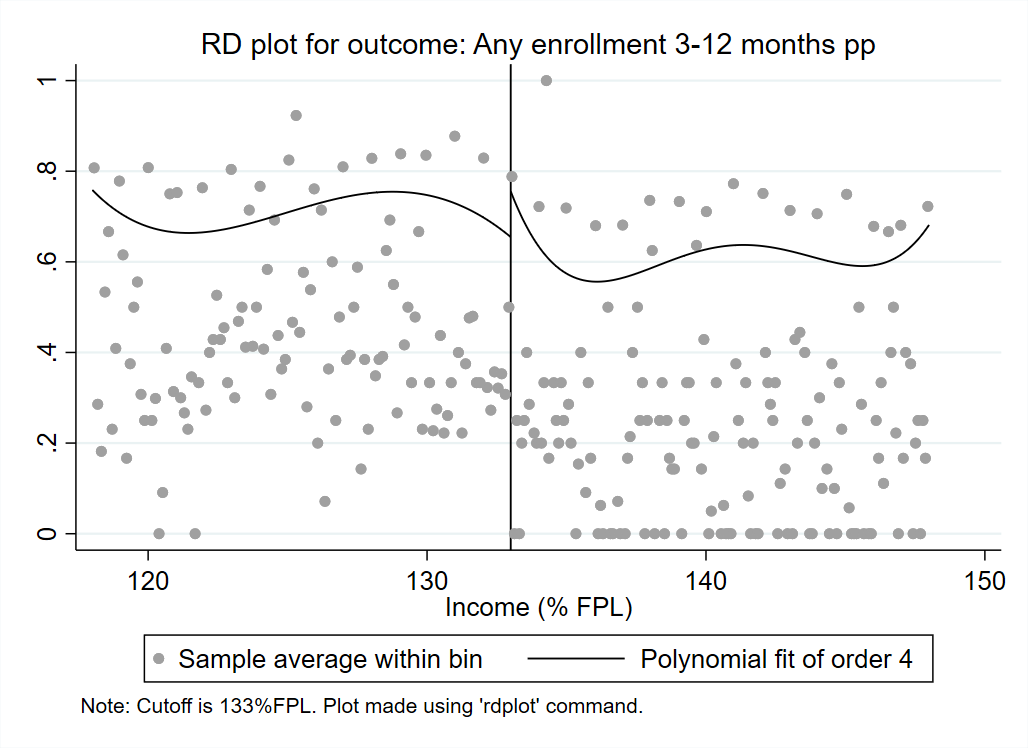 RD plot for outcome: Any enrollment 3-12 months pp
1
.8
.6
.4
.2
0
120 130 140 150
Income (% FPL)
Sample average within bin Polynomial fit of order 4
Note: Cutoff is 133%FPL. Plot made using 'rdplot' command.